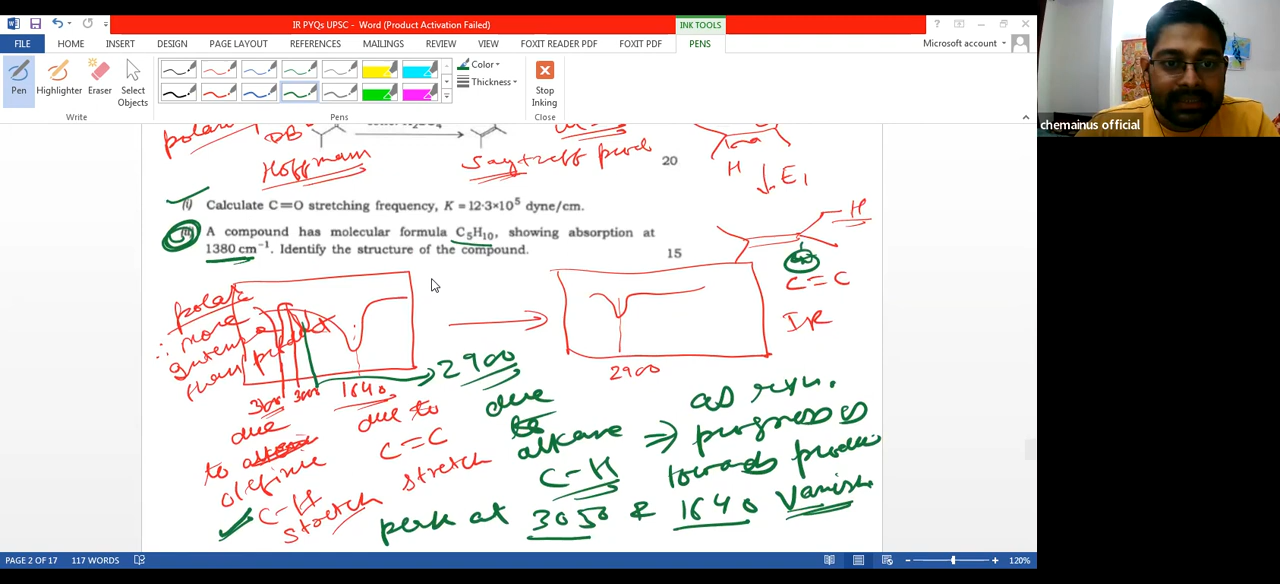 IR PYQs UPSC - Word (Product Activation Failed)
INK TOOLS
FILE HOME INSERT DESIGN PAGE LAYOUT REFERENCES MAILINGS REVIEW VIEW FOXIT READER PDF FOXIT PDF PENS
Microsoft account
Pen Highlighter Eraser Select Objects
Color
Thickness
Stop Inking
Write Pens Close
chemainus official
DB
Hoffmann
Saytzeff prod
20
H
E1
(i) Calculate C=O stretching frequency, K = 12·3×10⁵ dyne/cm.
A compound has molecular formula C₅H₁₀, showing absorption at
1380 cm⁻¹. Identify the structure of the compound.
15
H
C=C
IR
polar
more
∴
than product
1640
2900
2900
due
to
olefinic
C-H
stretch
due to
C=C
stretch
due
to
alkane
C-H
⇒
as rxn.
progresses
towards
peak at 3050 & 1640 vanish
PAGE 2 OF 17 117 WORDS
120%